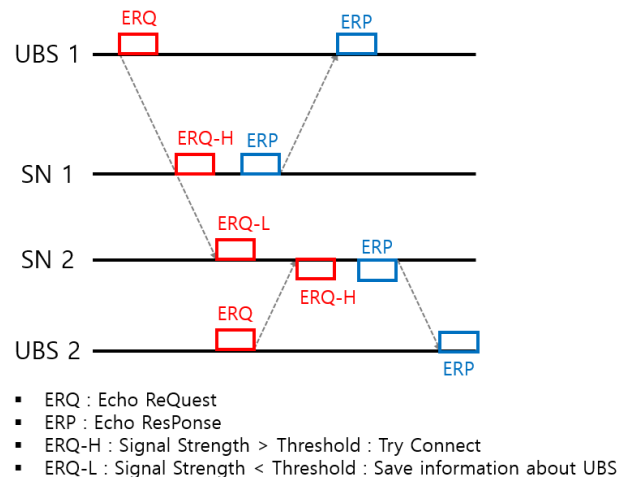 ERQ
ERP
UBS 1
ERQ-H
ERP
SN 1
ERQ-L
ERP
SN 2
ERQ-H
ERQ
UBS 2
ERP
▪ ERQ : Echo ReQuest
▪ ERP : Echo ResPonse
▪ ERQ-H : Signal Strength > Threshold : Try Connect
▪ ERQ-L : Signal Strength < Threshold : Save information about UBS